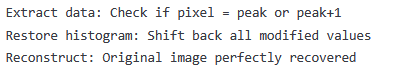 Extract data: Check if pixel = peak or peak+1
Restore histogram: Shift back all modified values
Reconstruct: Original image perfectly recovered